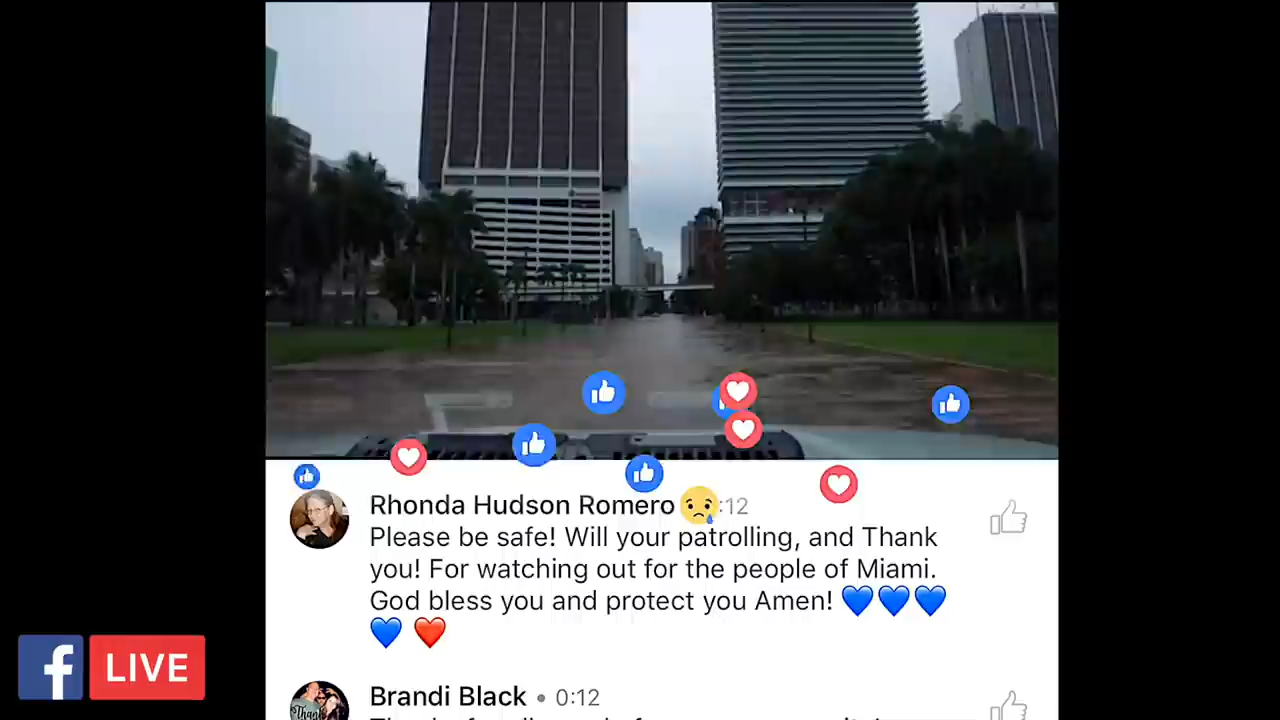 Rhonda Hudson Romero :12
Please be safe! Will your patrolling, and Thank
you! For watching out for the people of Miami.
God bless you and protect you Amen! 💙💙💙
💙 ❤️
f LIVE
Brandi Black • 0:12